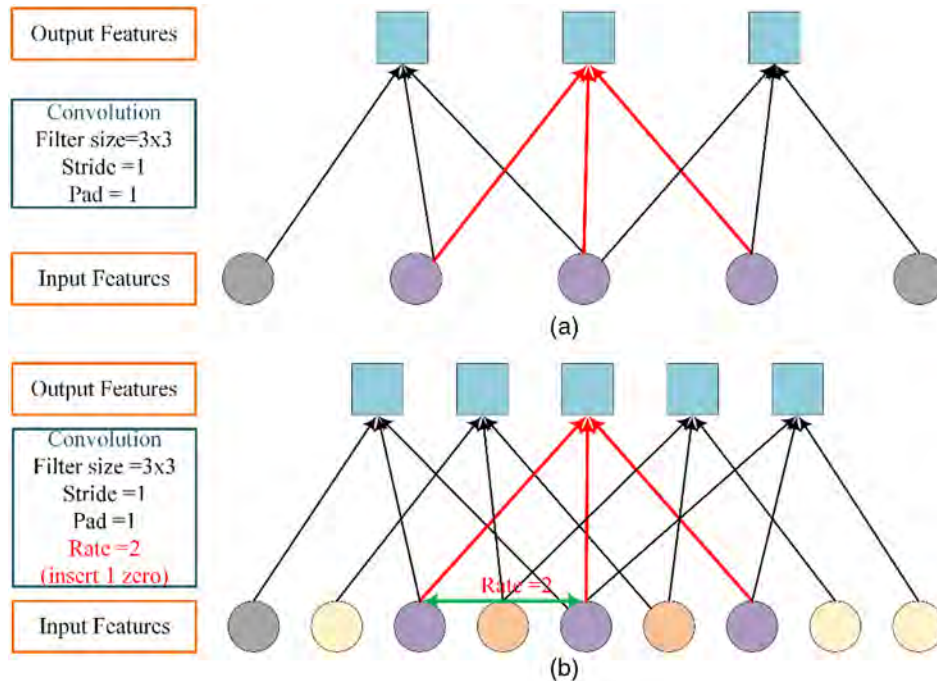 Output Features
Convolution
Filter size=3x3
Stride =1
Pad = 1
Input Features
(a)
Output Features
Convolution
Filter size =3x3
Stride =1
Pad =1
Rate =2
(insert 1 zero)
Rate =2
Input Features
(b)